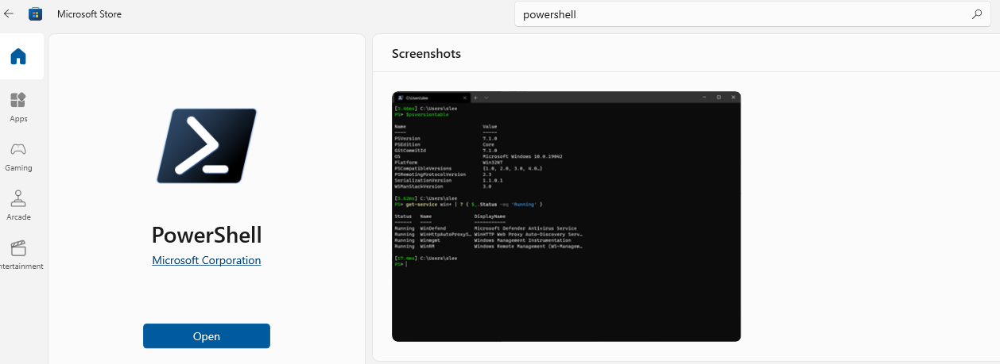 Microsoft Store
powershell
Apps
Gaming
Arcade
ntertainment
PowerShell
Microsoft Corporation
Open
Screenshots
C:\Users\slee
[3.46ms] C:\Users\slee
PS> $psversiontable
Name Value
---- -----
PSVersion 7.1.0
PSEdition Core
GitCommitId 7.1.0
OS Microsoft Windows 10.0.19042
Platform Win32NT
PSCompatibleVersions {1.0, 2.0, 3.0, 4.0…}
PSRemotingProtocolVersion 2.3
SerializationVersion 1.1.0.1
WSManStackVersion 3.0
[5.62ms] C:\Users\slee
PS> get-service win* | ? { $_.Status -eq 'Running' }
Status Name DisplayName
------ ---- -----------
Running WinDefend Microsoft Defender Antivirus Service
Running WinHttpAutoProxyS… WinHTTP Web Proxy Auto-Discovery Serv…
Running Winmgmt Windows Management Instrumentation
Running WinRM Windows Remote Management (WS-Managem…
[17.4ms] C:\Users\slee
PS>